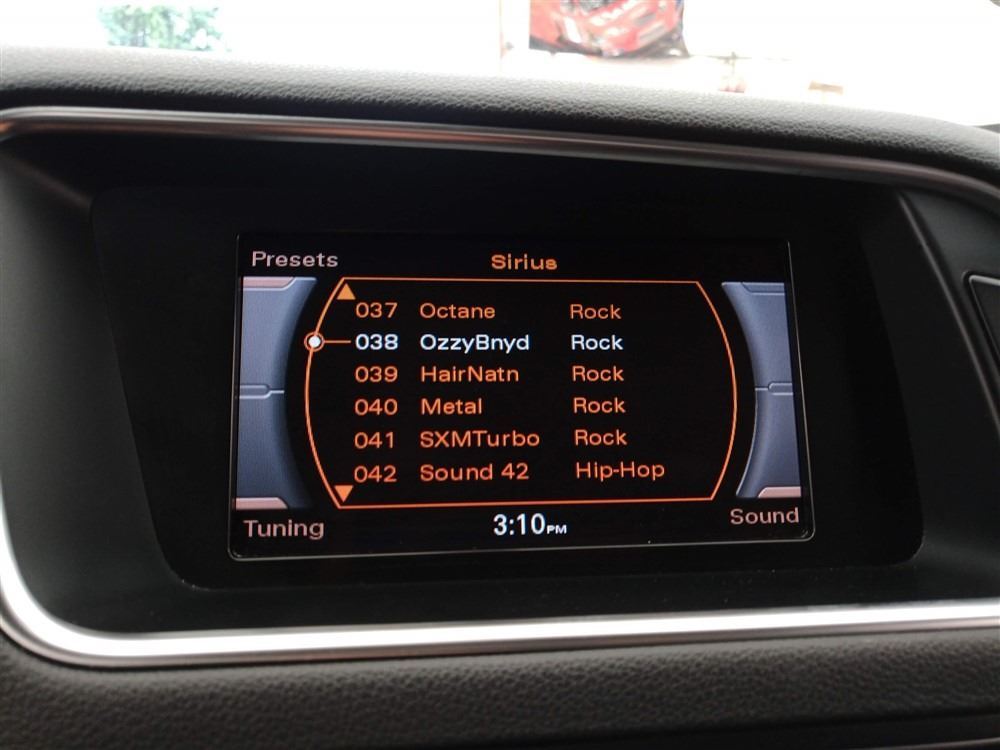 Presets Sirius
037 Octane Rock
038 OzzyBnyd Rock
039 HairNatn Rock
040 Metal Rock
041 SXMTurbo Rock
042 Sound 42 Hip-Hop
Tuning 3:10PM Sound